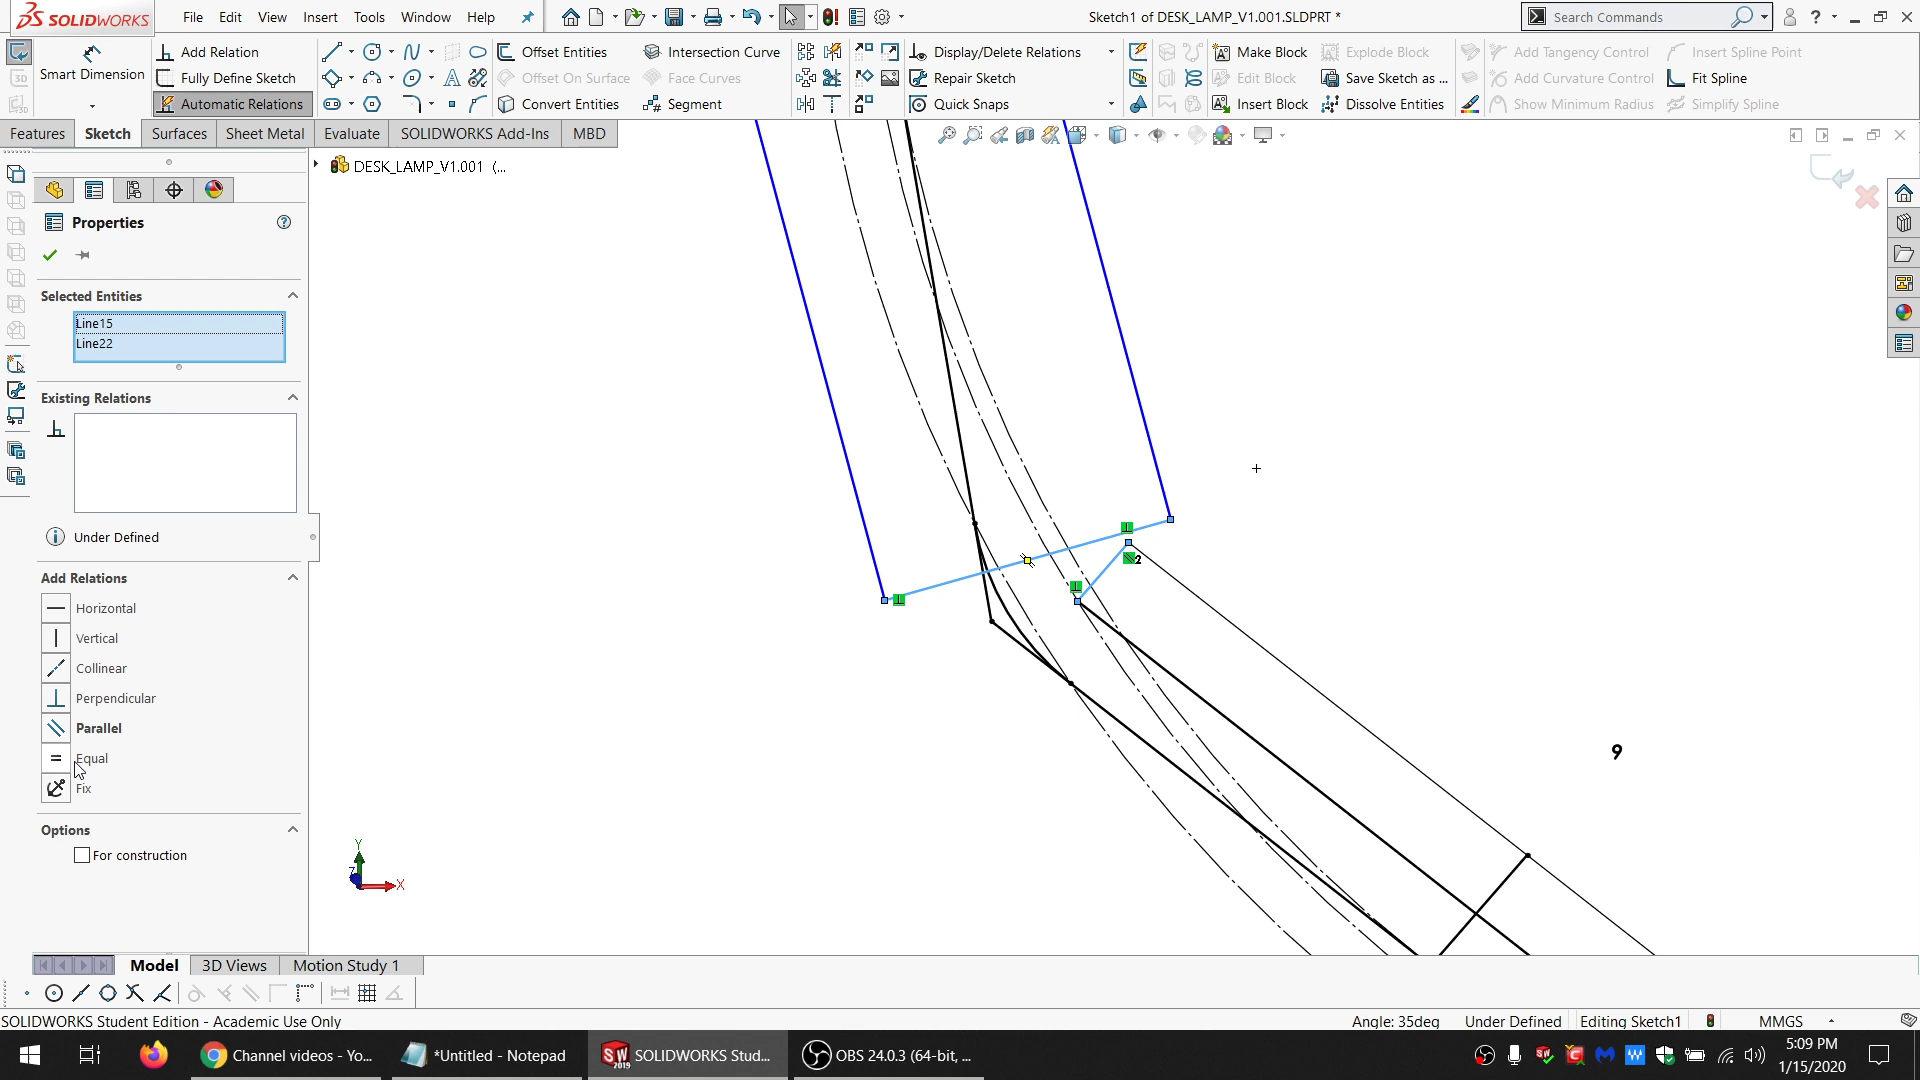 SOLIDWORKS
File Edit View Insert Tools Window Help
Sketch1 of DESK_LAMP_V1.001.SLDPRT *
Search Commands
Smart Dimension
Add Relation
Fully Define Sketch
Automatic Relations
Offset Entities
Offset On Surface
Convert Entities
Intersection Curve
Face Curves
Segment
Display/Delete Relations
Repair Sketch
Quick Snaps
Make Block
Edit Block
Insert Block
Explode Block
Save Sketch as ...
Dissolve Entities
Add Tangency Control
Add Curvature Control
Show Minimum Radius
Insert Spline Point
Fit Spline
Simplify Spline
Features Sketch Surfaces Sheet Metal Evaluate SOLIDWORKS Add-Ins MBD
DESK_LAMP_V1.001 (...
Properties
Selected Entities
Line15
Line22
Existing Relations
Under Defined
Add Relations
Horizontal
Vertical
Collinear
Perpendicular
Parallel
Equal
Fix
Options
For construction
2
9
Y
Z
X
Model 3D Views Motion Study 1
SOLIDWORKS Student Edition - Academic Use Only
Angle: 35deg Under Defined Editing Sketch1 MMGS
Channel videos - Yo...
*Untitled - Notepad
SW 2019 SOLIDWORKS Stud...
OBS 24.0.3 (64-bit, ...
5:09 PM
1/15/2020